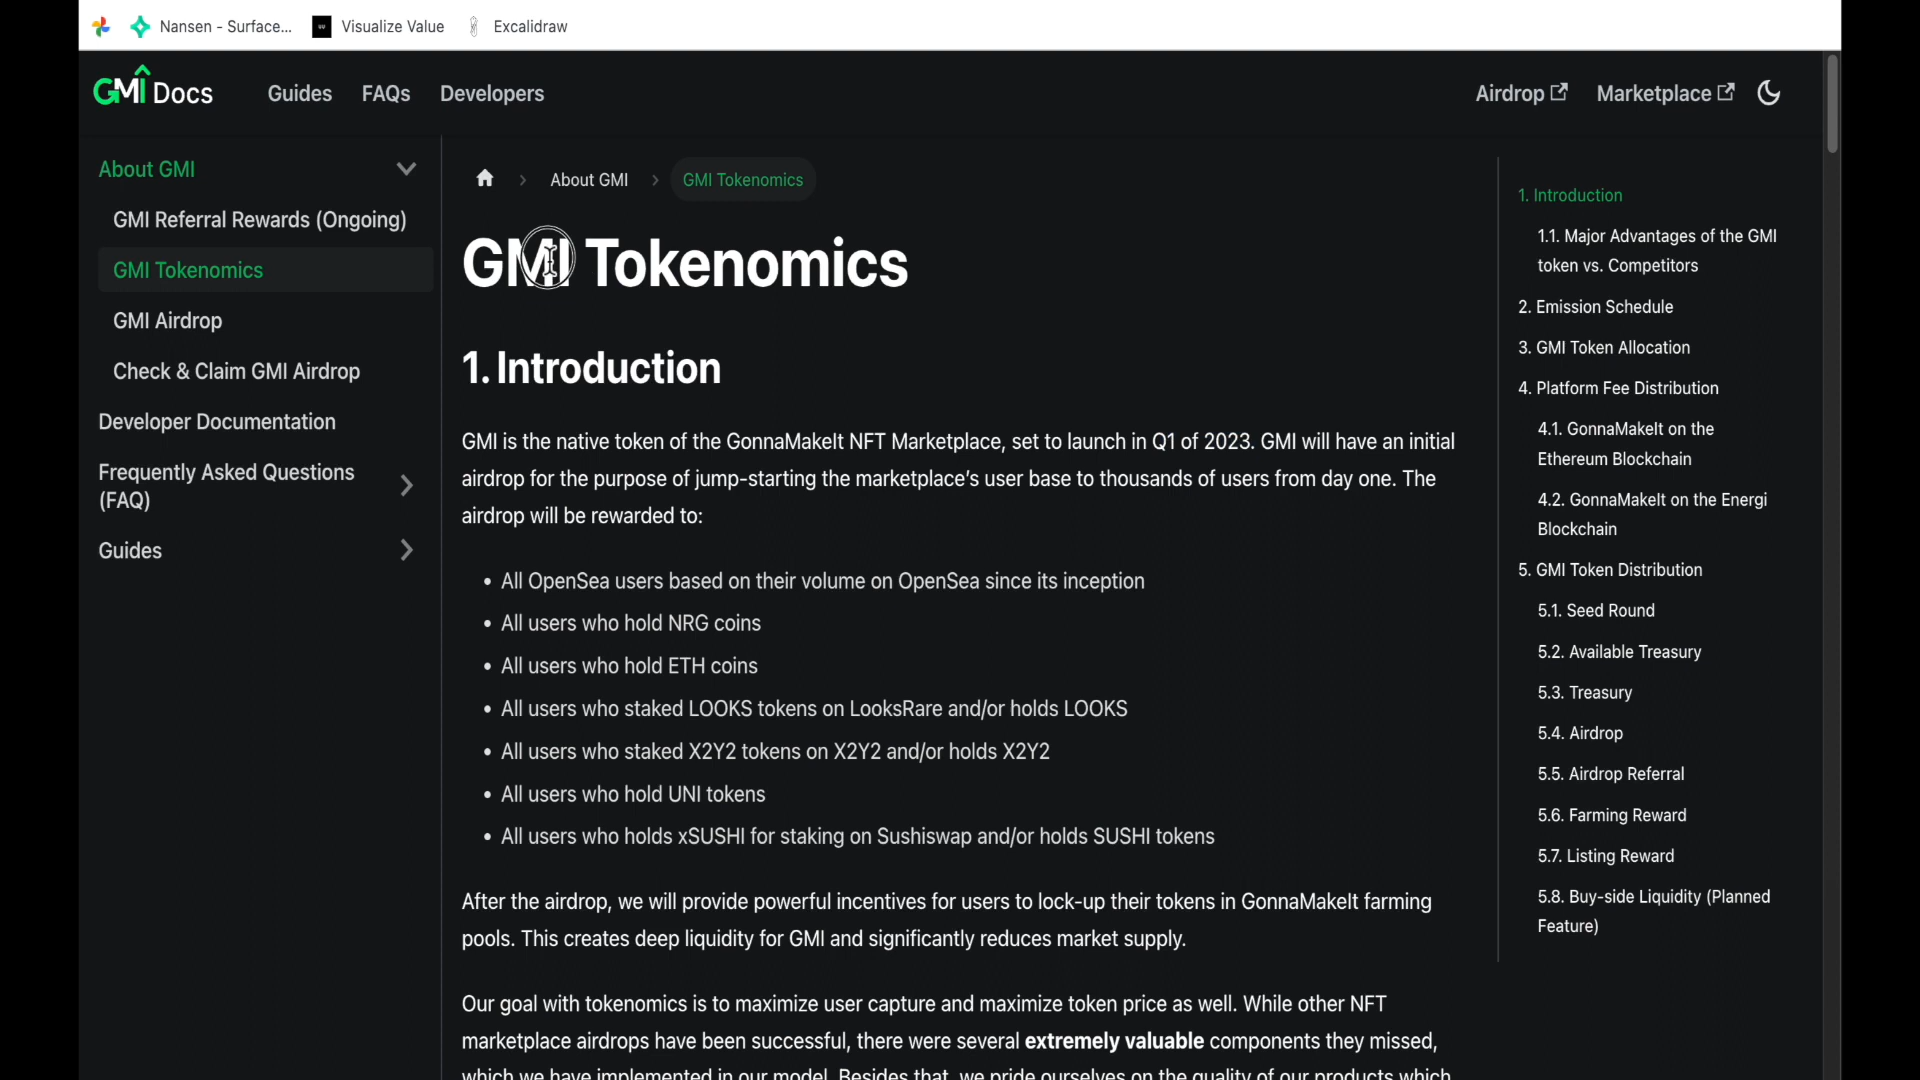 Nansen - Surface...
Visualize Value
Excalidraw
GMI Docs
Guides
FAQs
Developers
Airdrop
Marketplace
About GMI
GMI Referral Rewards (Ongoing)
GMI Tokenomics
GMI Airdrop
Check & Claim GMI Airdrop
Developer Documentation
Frequently Asked Questions
(FAQ)
Guides
About GMI
GMI Tokenomics
GMI Tokenomics
1. Introduction
GMI is the native token of the GonnaMakeIt NFT Marketplace, set to launch in Q1 of 2023. GMI will have an initial
airdrop for the purpose of jump-starting the marketplace's user base to thousands of users from day one. The
airdrop will be rewarded to:
• All OpenSea users based on their volume on OpenSea since its inception
• All users who hold NRG coins
• All users who hold ETH coins
• All users who staked LOOKS tokens on LooksRare and/or holds LOOKS
• All users who staked X2Y2 tokens on X2Y2 and/or holds X2Y2
• All users who hold UNI tokens
• All users who holds xSUSHI for staking on Sushiswap and/or holds SUSHI tokens
After the airdrop, we will provide powerful incentives for users to lock-up their tokens in GonnaMakeIt farming
pools. This creates deep liquidity for GMI and significantly reduces market supply.
Our goal with tokenomics is to maximize user capture and maximize token price as well. While other NFT
marketplace airdrops have been successful, there were several extremely valuable components they missed,
which we have implemented in our model. Besides that, we pride ourselves on the quality of our products which
1. Introduction
1.1. Major Advantages of the GMI
token vs. Competitors
2. Emission Schedule
3. GMI Token Allocation
4. Platform Fee Distribution
4.1. GonnaMakeIt on the
Ethereum Blockchain
4.2. GonnaMakeIt on the Energi
Blockchain
5. GMI Token Distribution
5.1. Seed Round
5.2. Available Treasury
5.3. Treasury
5.4. Airdrop
5.5. Airdrop Referral
5.6. Farming Reward
5.7. Listing Reward
5.8. Buy-side Liquidity (Planned
Feature)